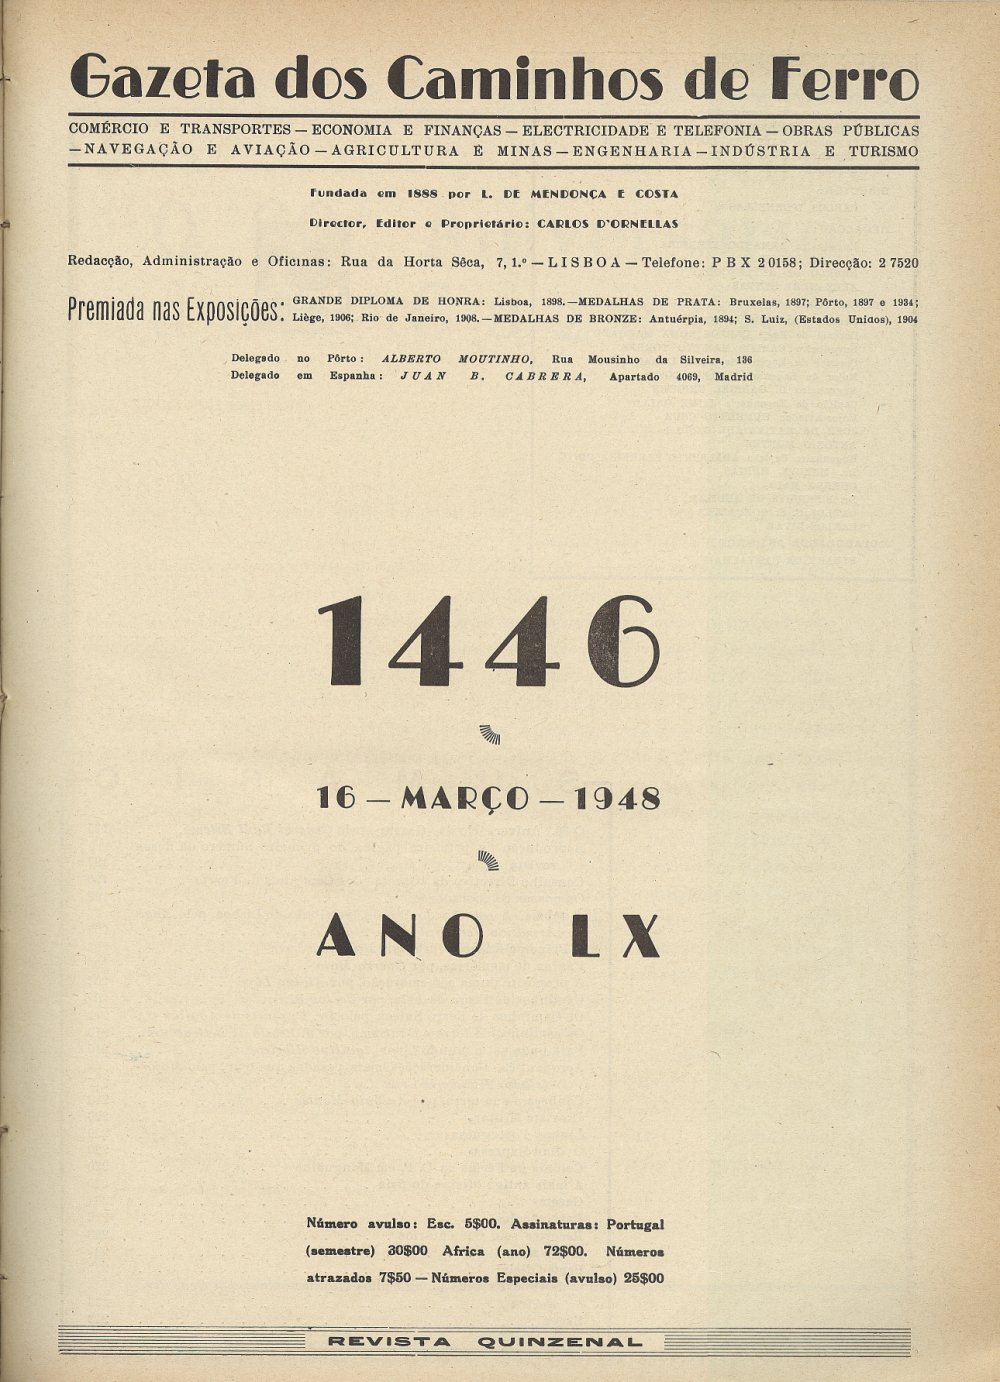 Gazeta dos Caminhos de Ferro
COMÉRCIO E TRANSPORTES — ECONOMIA E FINANÇAS — ELECTRICIDADE E TELEFONIA — OBRAS PÚBLICAS
— NAVEGAÇÃO E AVIAÇÃO — AGRICULTURA E MINAS — ENGENHARIA — INDÚSTRIA E TURISMO
Fundada em 1888 por L. DE MENDONÇA E COSTA
Director, Editor e Proprietário: CARLOS D'ORNELLAS
Redacção, Administração e Oficinas: Rua da Horta Sêca, 7, 1.º — LISBOA — Telefone: PBX 20158; Direcção: 27520
Premiada nas Exposições: GRANDE DIPLOMA DE HONRA: Lisboa, 1898. — MEDALHAS DE PRATA: Bruxelas, 1897; Pôrto, 1897 e 1934;
Liège, 1906; Rio de Janeiro, 1908. — MEDALHAS DE BRONZE: Antuérpia, 1894; S. Luiz, (Estados Unidos), 1904
Delegado no Pôrto: ALBERTO MOUTINHO, Rua Mousinho da Silveira, 136
Delegado em Espanha: JUAN B. CABRERA, Apartado 4069, Madrid
1446
16 — MARÇO — 1948
ANO LX
Número avulso: Esc. 5$00. Assinaturas: Portugal
(semestre) 30$00 Africa (ano) 72$00. Números
atrazados 7$50 — Números Especiais (avulso) 25$00
REVISTA QUINZENAL